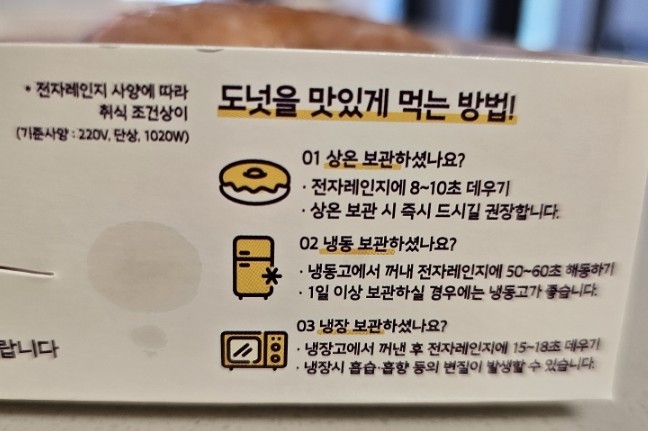 * 전자레인지 사양에 따라
취식 조건상이
(기준사양 : 220V, 단상, 1020W)
도넛을 맛있게 먹는 방법!
01 상온 보관하셨나요?
· 전자레인지에 8~10초 데우기
· 상온 보관 시 즉시 드시길 권장합니다.
02 냉동 보관하셨나요?
· 냉동고에서 꺼내 전자레인지에 50~60초 해동하기
· 1일 이상 보관하실 경우에는 냉동고가 좋습니다.
03 냉장 보관하셨나요?
· 냉장고에서 꺼낸 후 전자레인지에 15~18초 데우기
· 냉장시 흡습·흡향 등의 변질이 발생할 수 있습니다.
랍니다